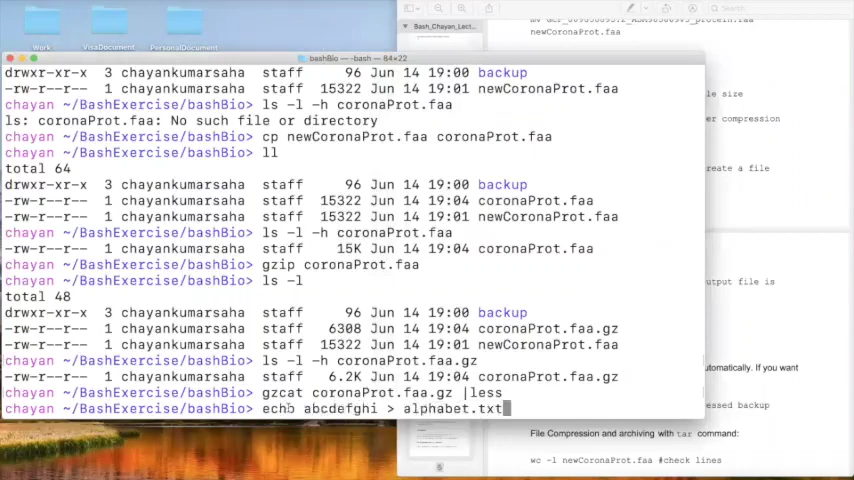 Work
VisaDocument
PersonalDocument
Bash_Chayan_Lect...
Search
newCoronaProt.faa
bashBio — -bash — 84×22
drwxr-xr-x 3 chayankumarsaha staff 96 Jun 14 19:00 backup
-rw-r--r-- 1 chayankumarsaha staff 15322 Jun 14 19:01 newCoronaProt.faa
chayan ~/BashExercise/bashBio> ls -l -h coronaProt.faa
ls: coronaProt.faa: No such file or directory
chayan ~/BashExercise/bashBio> cp newCoronaProt.faa coronaProt.faa
chayan ~/BashExercise/bashBio> ll
total 64
drwxr-xr-x 3 chayankumarsaha staff 96 Jun 14 19:00 backup
-rw-r--r-- 1 chayankumarsaha staff 15322 Jun 14 19:04 coronaProt.faa
-rw-r--r-- 1 chayankumarsaha staff 15322 Jun 14 19:01 newCoronaProt.faa
chayan ~/BashExercise/bashBio> ls -l -h coronaProt.faa
-rw-r--r-- 1 chayankumarsaha staff 15K Jun 14 19:04 coronaProt.faa
chayan ~/BashExercise/bashBio> gzip coronaProt.faa
chayan ~/BashExercise/bashBio> ls -l
total 48
drwxr-xr-x 3 chayankumarsaha staff 96 Jun 14 19:00 backup
-rw-r--r-- 1 chayankumarsaha staff 6308 Jun 14 19:04 coronaProt.faa.gz
-rw-r--r-- 1 chayankumarsaha staff 15322 Jun 14 19:01 newCoronaProt.faa
chayan ~/BashExercise/bashBio> ls -l -h coronaProt.faa.gz
-rw-r--r-- 1 chayankumarsaha staff 6.2K Jun 14 19:04 coronaProt.faa.gz
chayan ~/BashExercise/bashBio> gzcat coronaProt.faa.gz |less
chayan ~/BashExercise/bashBio> echo abcdefghi > alphabet.txt
le size
er compression
reate a file
utput file is
utomatically. If you want
essed backup
File Compression and archiving with tar command:
wc -l newCoronaProt.faa #check lines
6